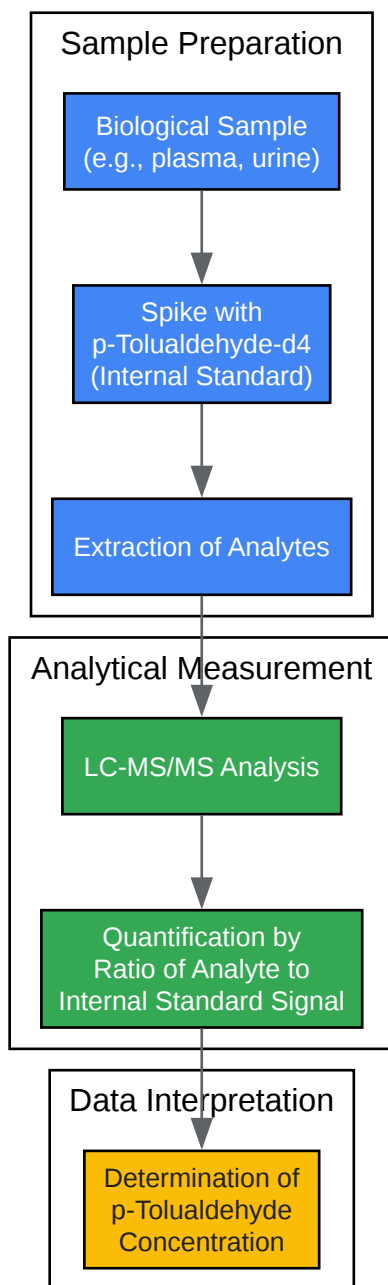 Sample Preparation
Biological Sample
(e.g., plasma, urine)
Spike with
p-Tolualdehyde-d4
(Internal Standard)
Extraction of Analytes
Analytical Measurement
LC-MS/MS Analysis
Quantification by
Ratio of Analyte to
Internal Standard Signal
Data Interpretation
Determination of
p-Tolualdehyde
Concentration